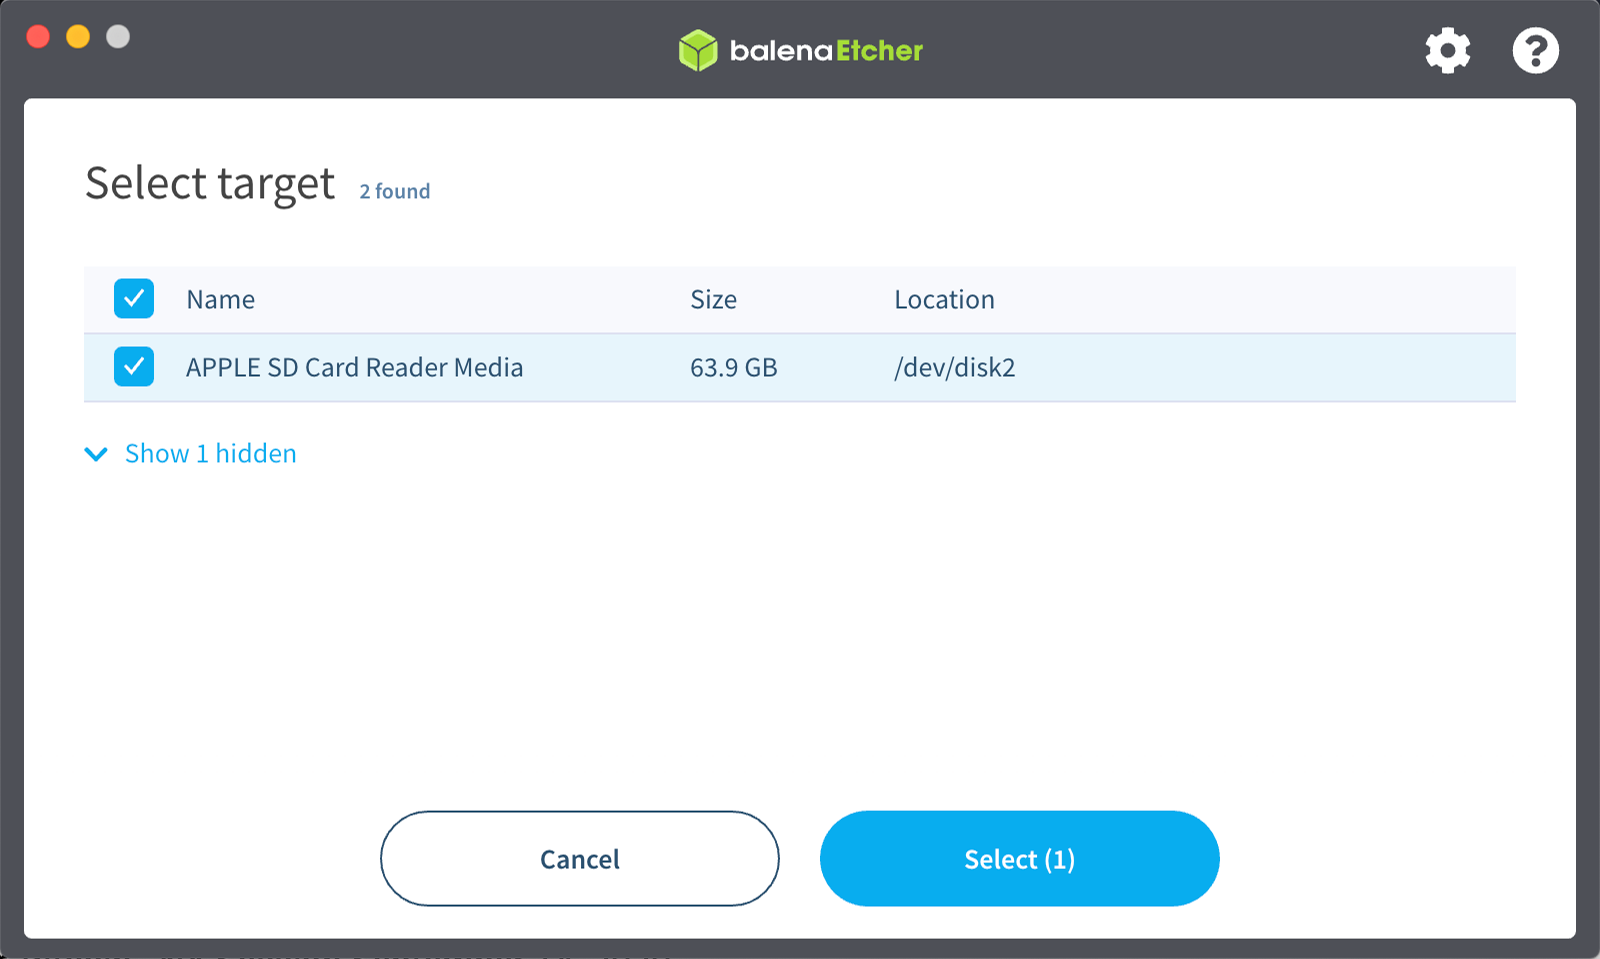 balenaEtcher
Select target 2 found
Name Size Location
APPLE SD Card Reader Media 63.9 GB /dev/disk2
Show 1 hidden
Cancel Select (1)